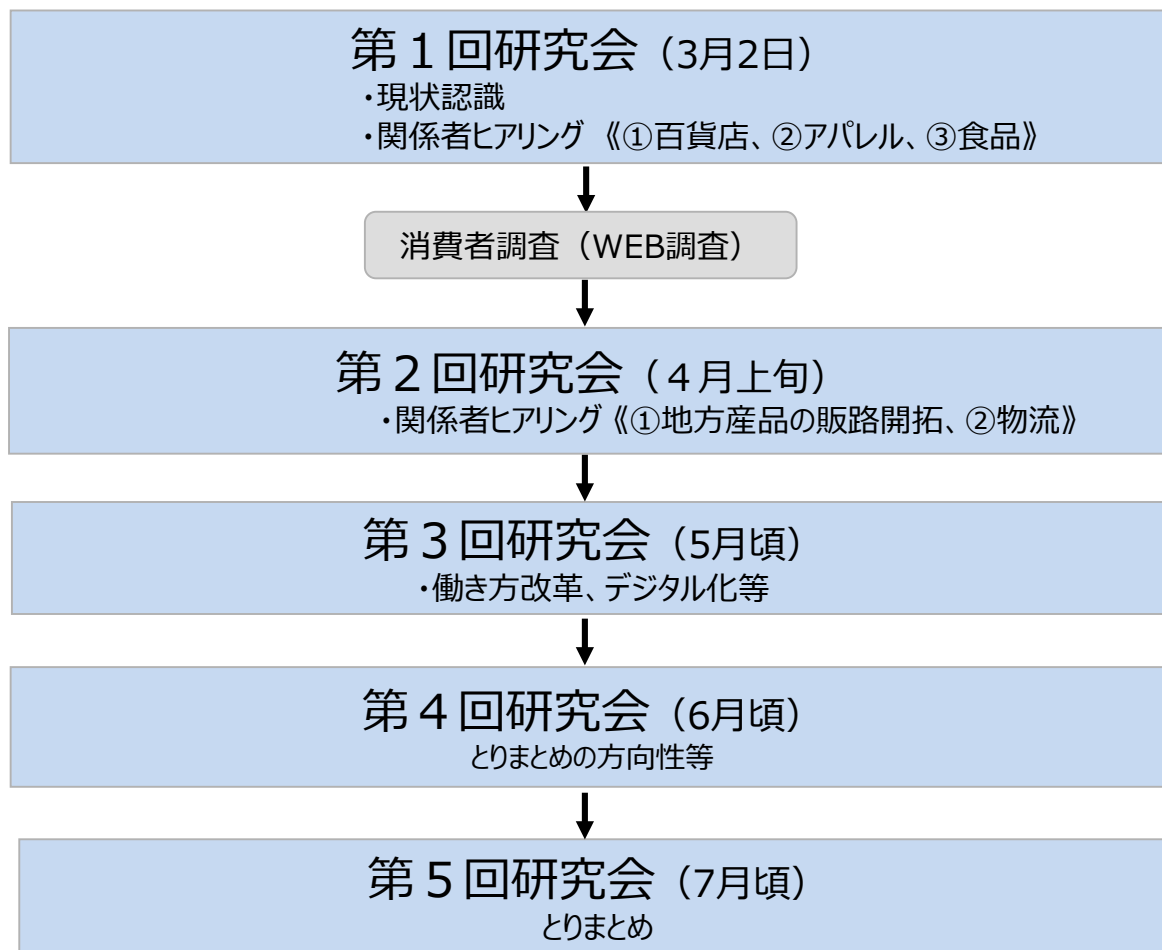 第１回研究会（3月2日）
・現状認識
・関係者ヒアリング《①百貨店、②アパレル、③食品》
消費者調査（WEB調査）
第２回研究会（４月上旬）
・関係者ヒアリング《①地方産品の販路開拓、②物流》
第３回研究会（5月頃）
・働き方改革、デジタル化等
第４回研究会（6月頃）
とりまとめの方向性等
第５回研究会（7月頃）
とりまとめ